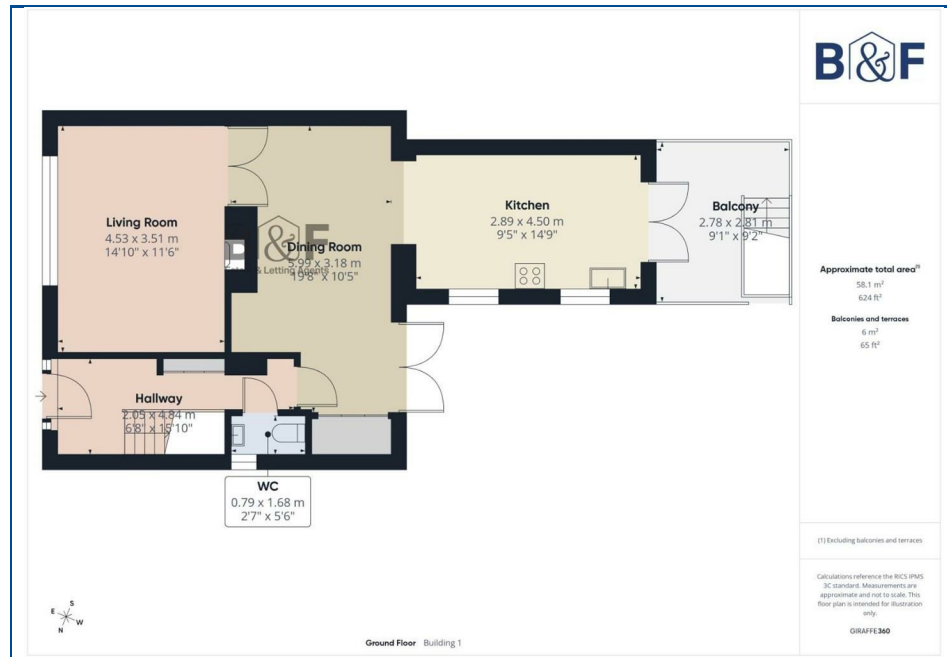 B&F
Living Room
4.53 x 3.51 m
14'10" x 11'6"
B&F
Dining Room
5.99 x 3.18 m
& Letting Agents
19'8" x 10'5"
Kitchen
2.89 x 4.50 m
9'5" x 14'9"
Balcony
2.78 x 2.81 m
9'1" x 9'2"
Hallway
2.05 x 4.84 m
6'8" x 15'10"
WC
0.79 x 1.68 m
2'7" x 5'6"
Approximate total area(1)
58.1 m²
624 ft²
Balconies and terraces
6 m²
65 ft²
(1) Excluding balconies and terraces
Calculations reference the RICS IPMS
3C standard. Measurements are
approximate and not to scale. This
floor plan is intended for illustration
only.
GIRAFFE360
S
E
W
N
Ground Floor Building 1